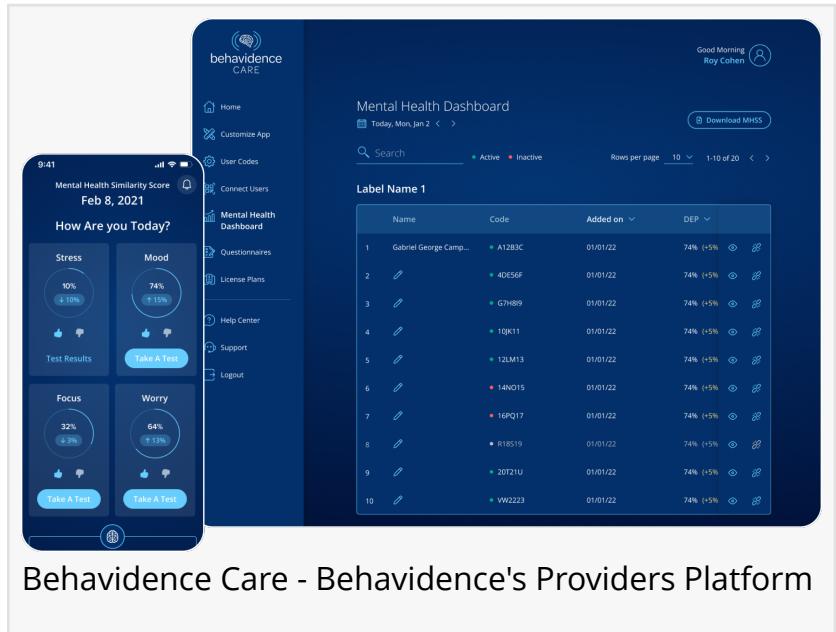 behavidence
CARE
Home
Customize App
User Codes
Connect Users
Mental Health
Dashboard
Questionnaires
License Plans
Help Center
Support
Logout
Good Morning
Roy Cohen
Mental Health Dashboard
Today, Mon, Jan 2 < >
Download MHSS
Search
Active Inactive
Rows per page 10 1-10 of 20 < >
Label Name 1
Name Code Added on DEP
1 Gabriel George Camp... A12B3C 01/01/22 74% (+5%
2 4DE56F 01/01/22 74% (+5%
3 G7H8I9 01/01/22 74% (+5%
4 10JK11 01/01/22 74% (+5%
5 12LM13 01/01/22 74% (+5%
6 14NO15 01/01/22 74% (+5%
7 16PQ17 01/01/22 74% (+5%
8 R18S19 01/01/22 74% (+5%
9 20T21U 01/01/22 74% (+5%
10 VW2223 01/01/22 74% (+5%
9:41
Mental Health Similarity Score
Feb 8, 2021
How Are you Today?
Stress Mood
10% 74%
↓ 10% ↑ 15%
Test Results Take A Test
Focus Worry
32% 64%
↓ 3% ↑ 13%
Take A Test Take A Test
Behavidence Care - Behavidence's Providers Platform